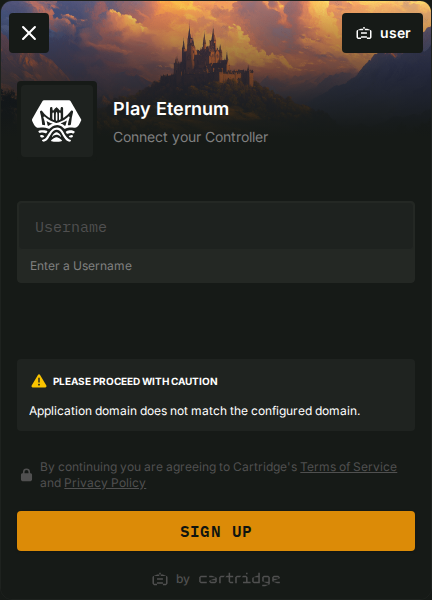 user
Play Eternum
Connect your Controller
Username
Enter a Username
PLEASE PROCEED WITH CAUTION
Application domain does not match the configured domain.
By continuing you are agreeing to Cartridge's Terms of Service
and Privacy Policy
SIGN UP
by cartridge